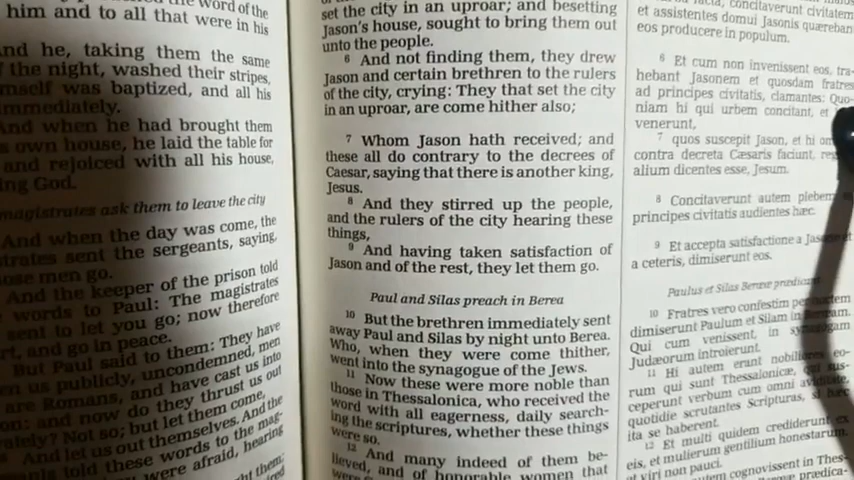 word of the
him and to all that were in his
And he, taking them the same
the night, washed their stripes,
himself was baptized, and all his
immediately.
And when he had brought them
own house, he laid the table for
and rejoiced with all his house,
God.
magistrates ask them to leave the city
And when the day was come, the
sent the sergeants, saying,
men go.
And the keeper of the prison told
words to Paul: The magistrates
sent to let you go; now therefore
and go in peace.
But Paul said to them: They have
us publicly, uncondemned, men
are Romans, and have cast us into
and now do they thrust us out
Not so; but let them come,
And let us out themselves. And the
told these words to the mag-
were afraid, hearing
them;
set the city in an uproar; and besetting
Jason's house, sought to bring them out
unto the people.
6 And not finding them, they drew
Jason and certain brethren to the rulers
of the city, crying: They that set the city
in an uproar, are come hither also;
7 Whom Jason hath received; and
these all do contrary to the decrees of
Caesar, saying that there is another king,
Jesus.
8 And they stirred up the people,
and the rulers of the city hearing these
things,
9 And having taken satisfaction of
Jason and of the rest, they let them go.
Paul and Silas preach in Berea
10 But the brethren immediately sent
away Paul and Silas by night unto Berea.
Who, when they were come thither,
went into the synagogue of the Jews.
11 Now these were more noble than
those in Thessalonica, who received the
word with all eagerness, daily search-
ing the scriptures, whether these things
were so.
12 And many indeed of them be-
lieved, and of honorable women that
concitaverunt civitatem
et assistentes domui Jasonis quærebant
eos producere in populum.
6 Et cum non invenissent eos, tra-
hebant Jasonem et quosdam fratres
ad principes civitatis, clamantes: Quo-
niam hi qui urbem concitant, et
venerunt,
7 quos suscepit Jason, et hi
contra decreta Cæsaris faciunt,
alium dicentes esse, Jesum.
8 Concitaverunt autem plebem
principes civitatis audientes hæc.
9 Et accepta satisfactione a Jasone
a ceteris, dimiserunt eos.
Paulus et Silas Bereæ prædicant
10 Fratres vero confestim per noctem
dimiserunt Paulum et Silam in
Qui cum venissent, in synagogam
Judæorum introierunt.
11 Hi autem erant nobiliores eo-
rum qui sunt Thessalonicæ, qui sus-
ceperunt verbum cum omni aviditate,
quotidie scrutantes Scripturas, si hæc
ita se haberent.
12 Et multi quidem crediderunt ex
eis, et mulierum gentilium honestarum,
et viri non pauci.
cognovissent in Thes-
prædica-